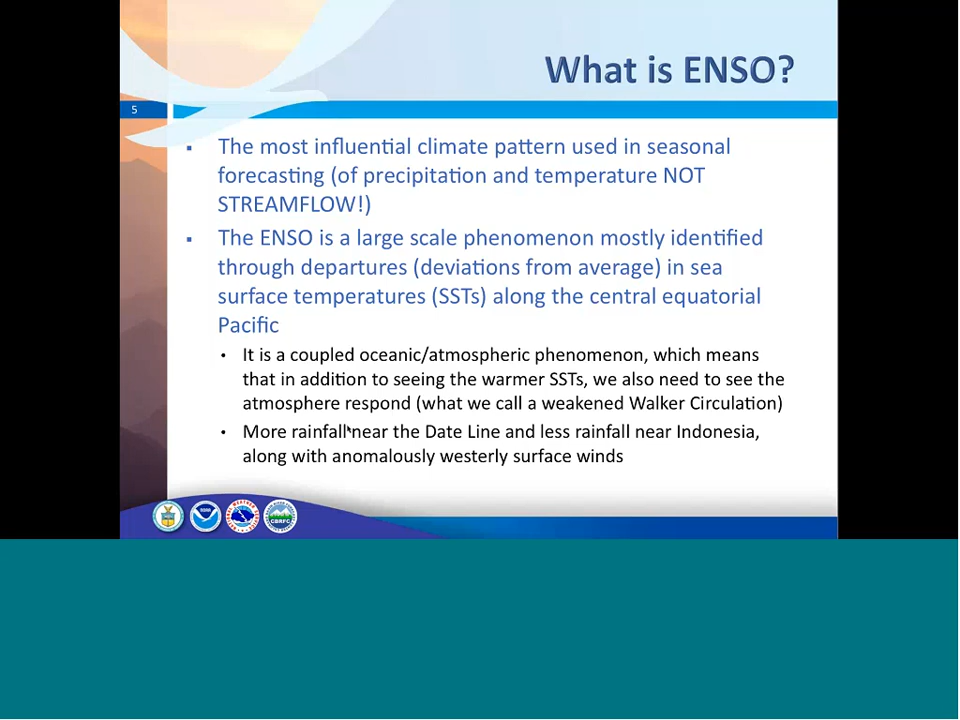 What is ENSO?
5
▪ The most influential climate pattern used in seasonal
forecasting (of precipitation and temperature NOT
STREAMFLOW!)
▪ The ENSO is a large scale phenomenon mostly identified
through departures (deviations from average) in sea
surface temperatures (SSTs) along the central equatorial
Pacific
• It is a coupled oceanic/atmospheric phenomenon, which means
that in addition to seeing the warmer SSTs, we also need to see the
atmosphere respond (what we call a weakened Walker Circulation)
• More rainfall near the Date Line and less rainfall near Indonesia,
along with anomalously westerly surface winds
NOAA
CBRFC